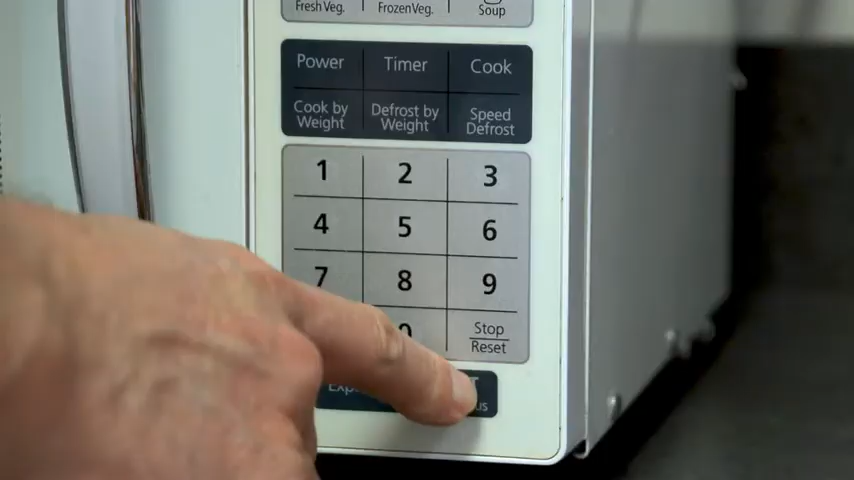 Fresh Veg. Frozen Veg. Soup
Power Timer Cook
Cook by Defrost by Speed
Weight Weight Defrost
1 2 3
4 5 6
7 8 9
0 Stop
Reset